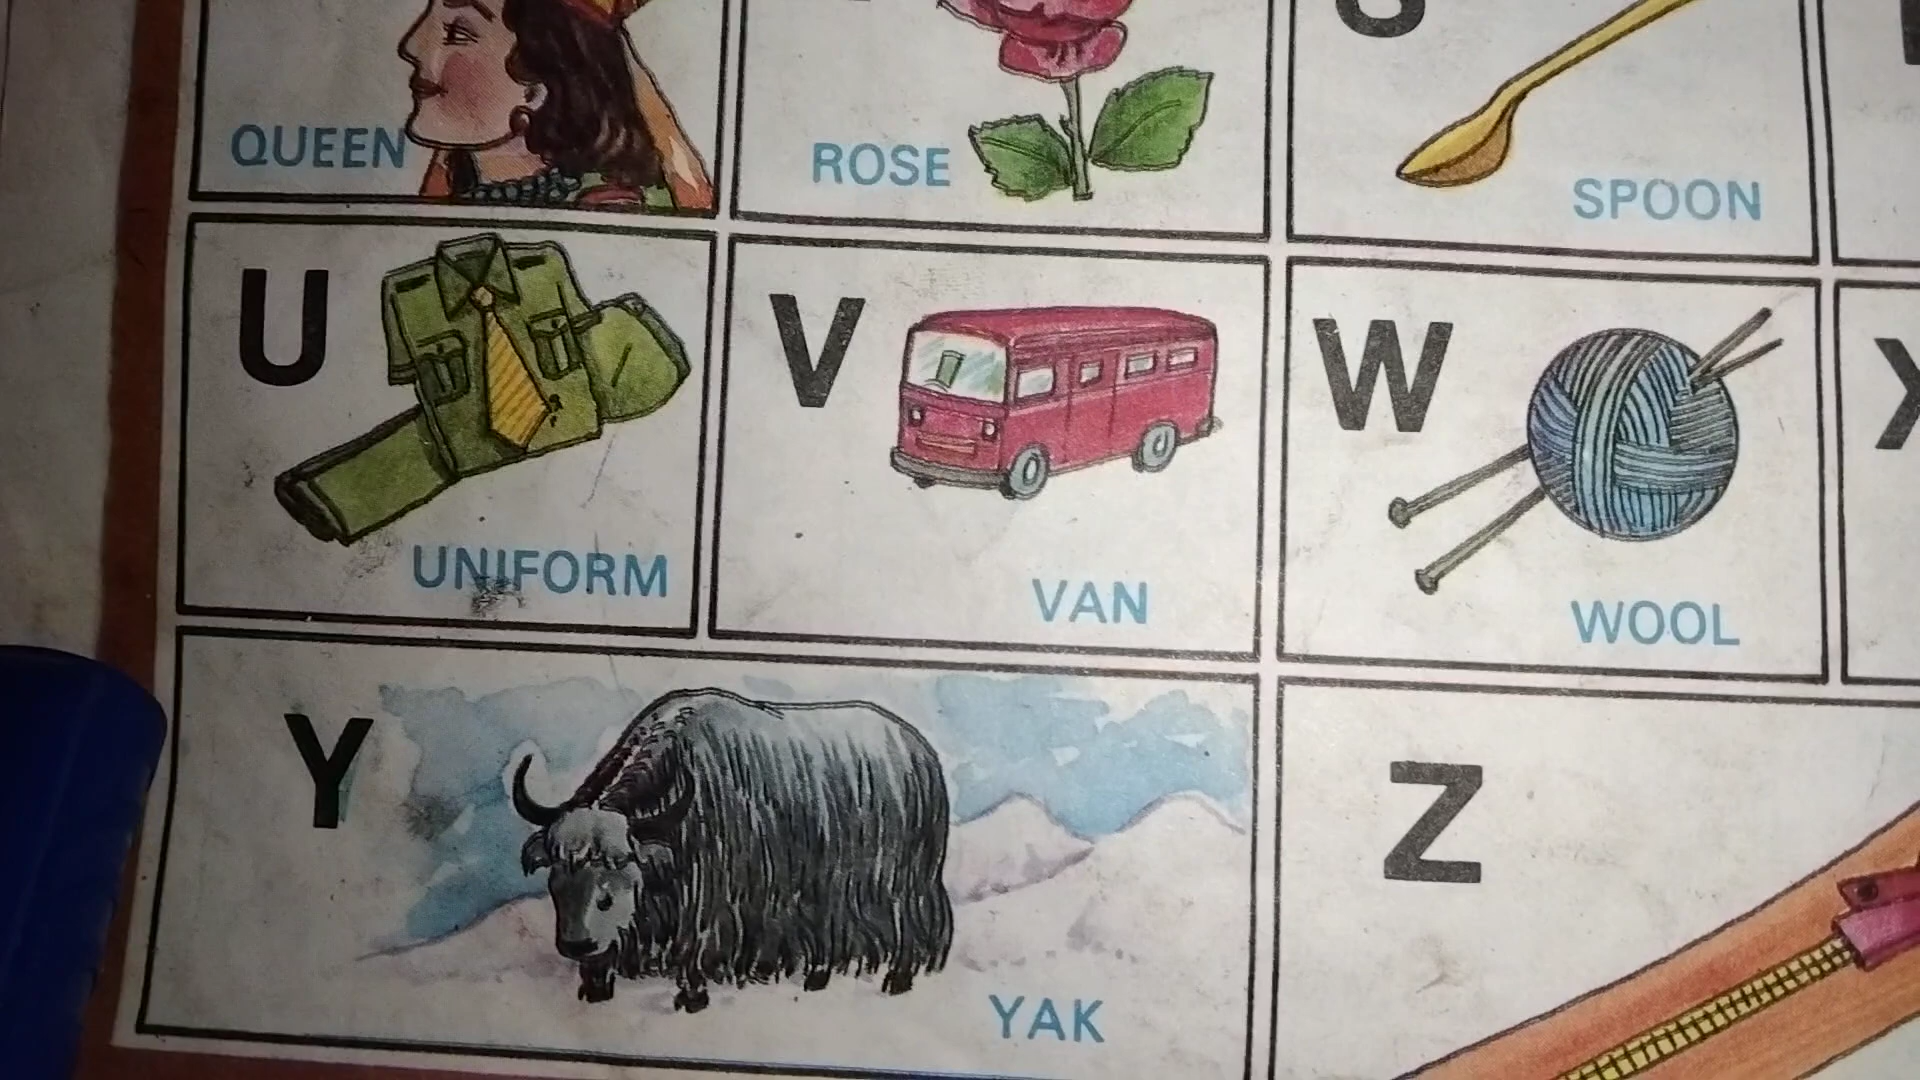 QUEEN
ROSE
S
SPOON
U
UNIFORM
V
VAN
W
WOOL
X
Y
YAK
Z